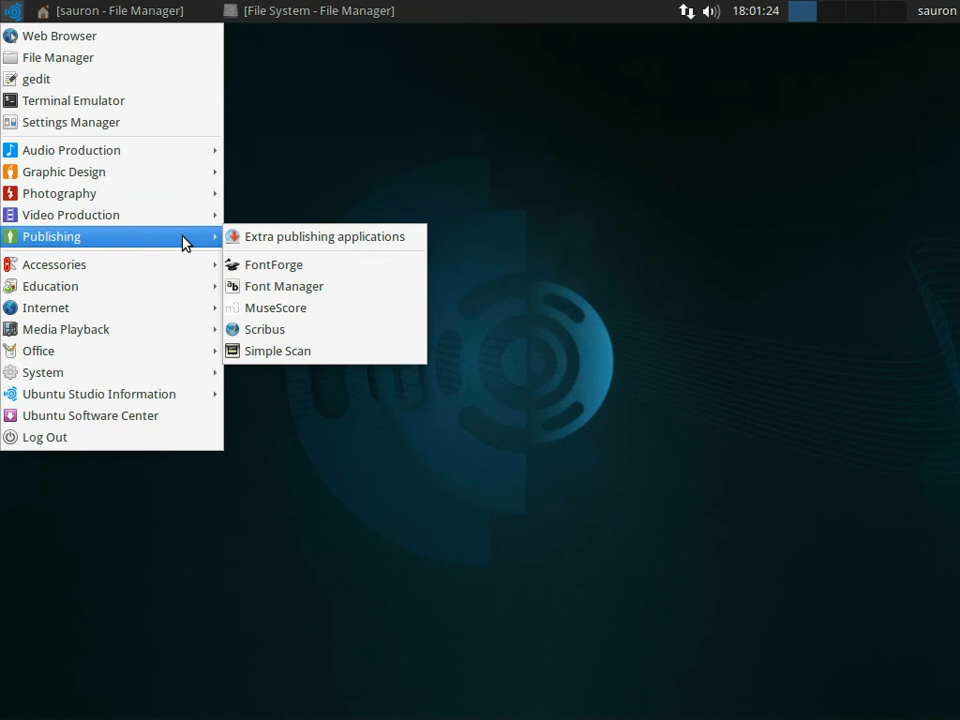 [sauron - File Manager] [File System - File Manager] 18:01:24 sauron
Web Browser
File Manager
gedit
Terminal Emulator
Settings Manager
Audio Production
Graphic Design
Photography
Video Production
Publishing
Accessories
Education
Internet
Media Playback
Office
System
Ubuntu Studio Information
Ubuntu Software Center
Log Out
Extra publishing applications
FontForge
Font Manager
MuseScore
Scribus
Simple Scan